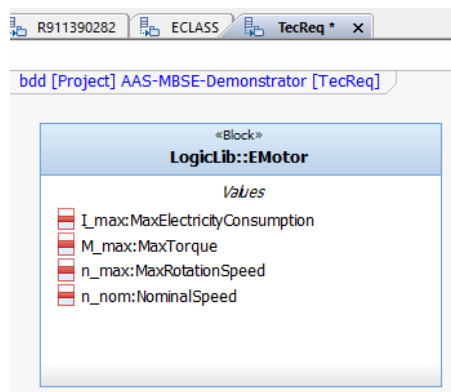 R911390282 ECLASS TecReq * x
bdd [Project] AAS-MBSE-Demonstrator [TecReq]
«Block»
LogicLib::EMotor
Values
I_max:MaxElectricityConsumption
M_max:MaxTorque
n_max:MaxRotationSpeed
n_nom:NominalSpeed